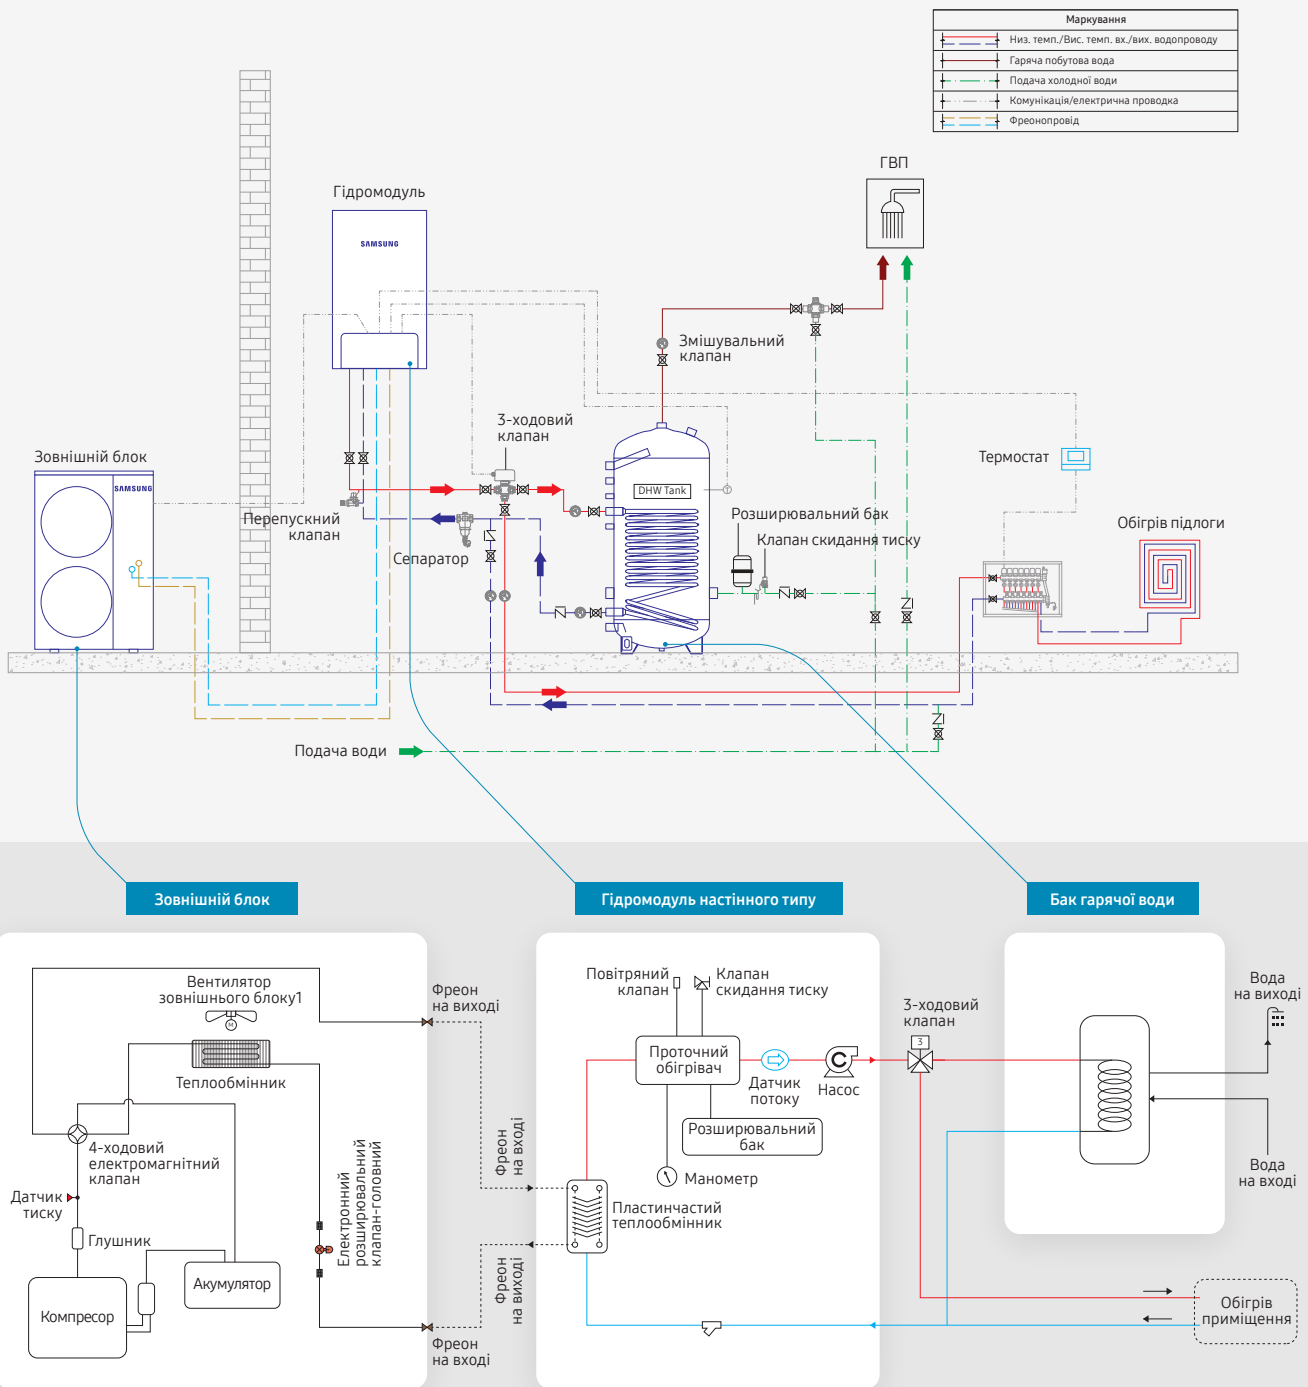 Маркування
Низ. темп./Вис. темп. вх./вих. водопроводу
Гаряча побутова вода
Подача холодної води
Комунікація/електрична проводка
Фреонопровід
ГВП
Гідромодуль
SAMSUNG
Змішувальний
клапан
3-ходовий
клапан
Зовнішній блок
SAMSUNG
Термостат
DHW Tank
Перепускний
клапан
Сепаратор
Розширювальний бак
Клапан скидання тиску
Обігрів підлоги
Подача води
Зовнішній блок
Гідромодуль настінного типу
Бак гарячої води
Вентилятор
зовнішнього блоку1
M
Теплообмінник
4-ходовий
електромагнітний
клапан
Датчик
тиску
Глушник
Компресор
Акумулятор
Електронний
розширювальний
клапан-головний
Фреон
на виході
Фреон
на вході
Фреон
на вході
Фреон
на виході
Повітряний
клапан
Клапан
скидання тиску
Проточний
обігрівач
Датчик
потоку
Насос
Розширювальний
бак
Манометр
Пластинчастий
теплообмінник
3-ходовий
клапан
3
Вода
на виході
Вода
на вході
Обігрів
приміщення